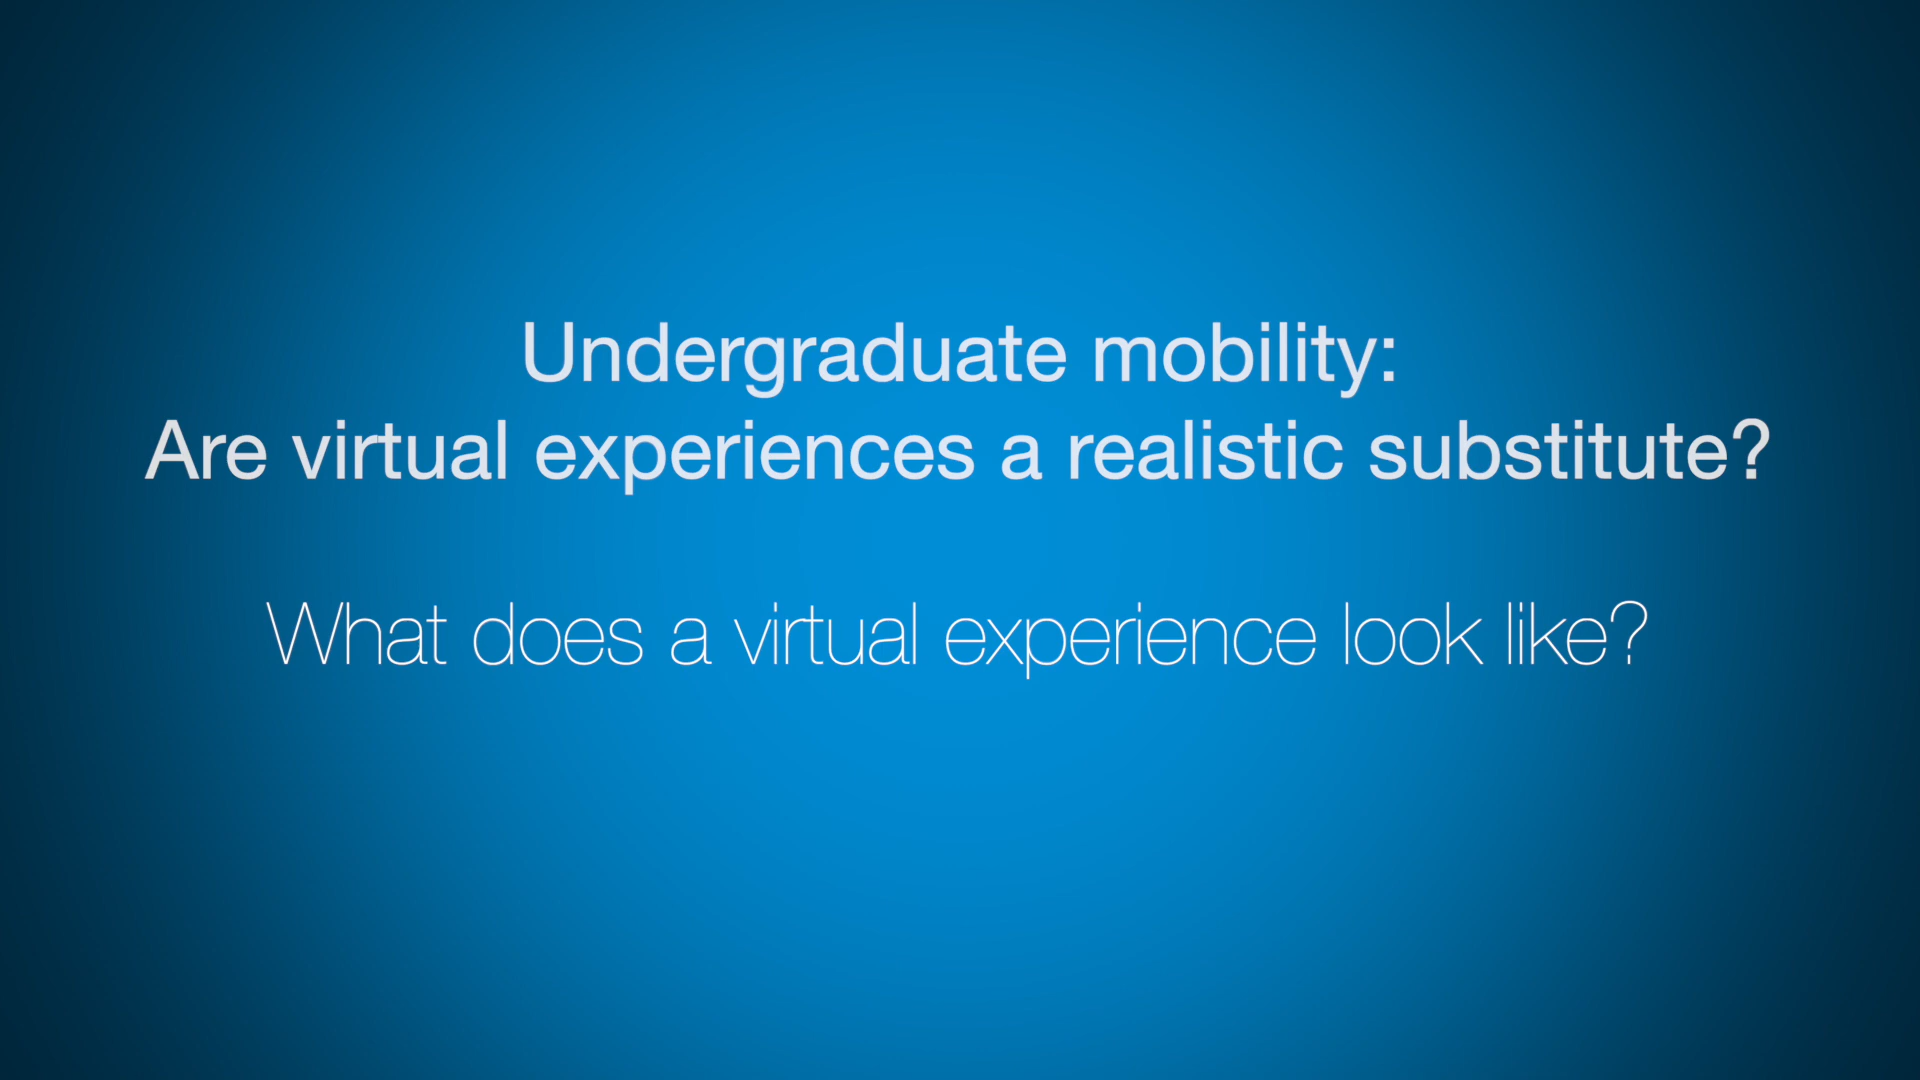 Undergraduate mobility:
Are virtual experiences a realistic substitute?
What does a virtual experience look like?